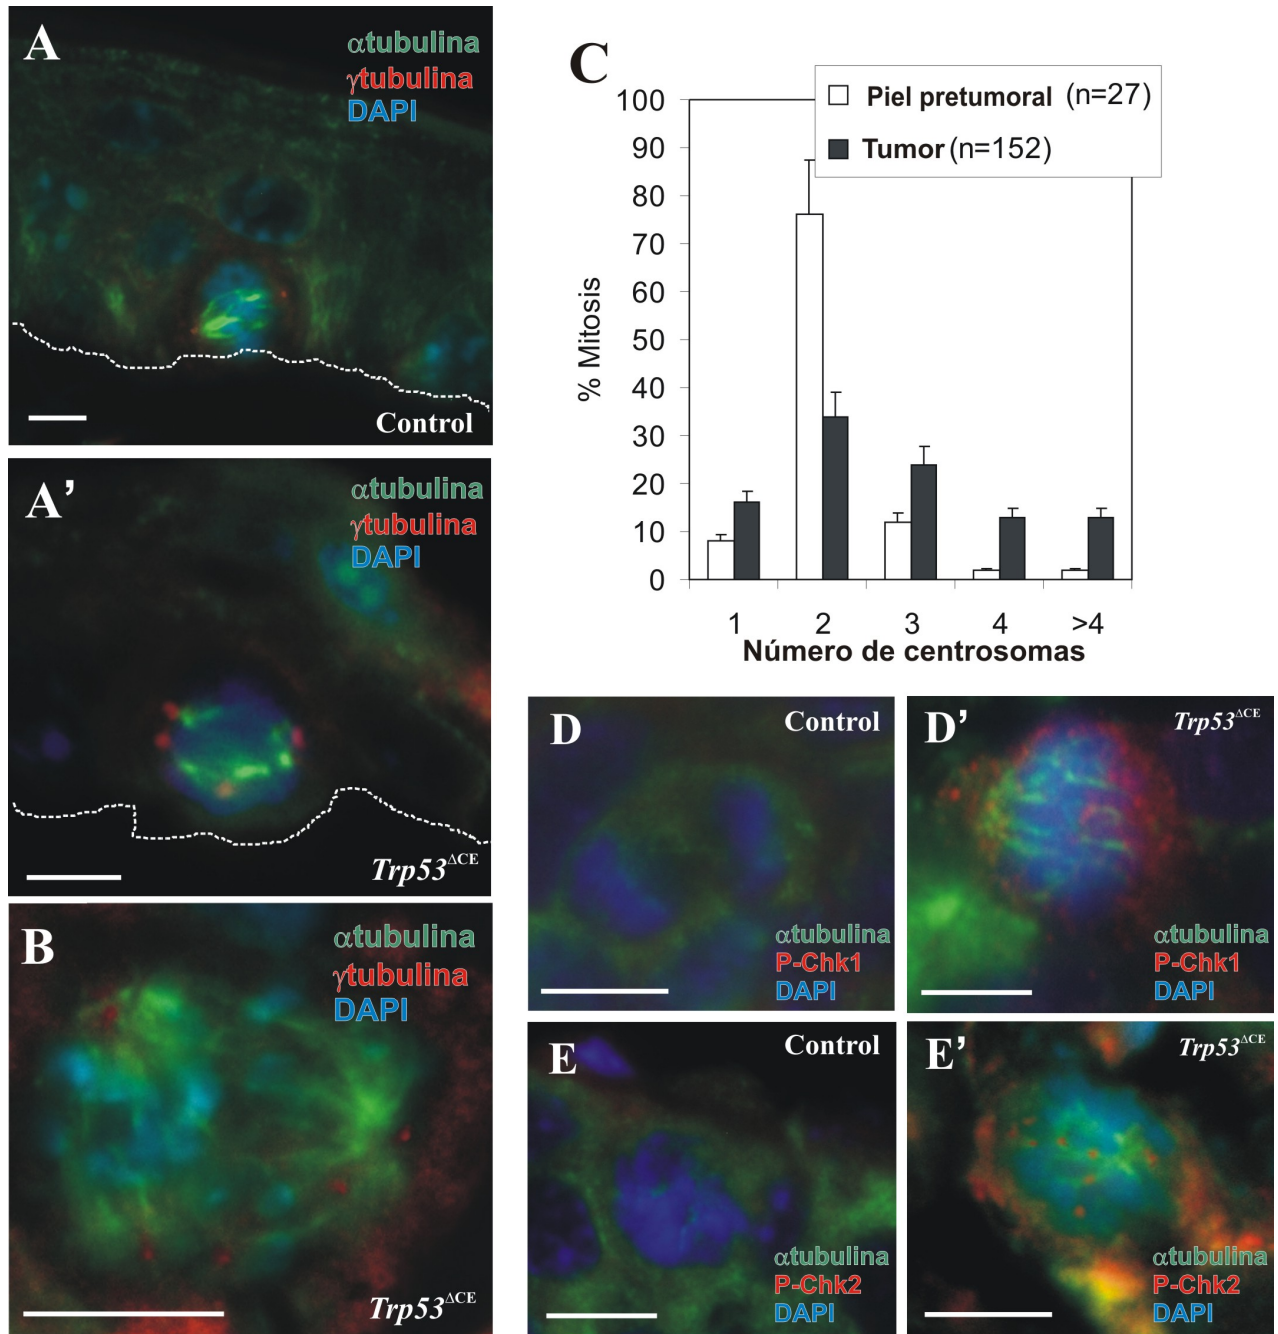 A
αtubulina
γtubulina
DAPI
Control
A’
αtubulina
γtubulina
DAPI
Trp53ΔCE
B
αtubulina
γtubulina
DAPI
Trp53ΔCE
C
Piel pretumoral (n=27)
Tumor (n=152)
% Mitosis
100
90
80
70
60
50
40
30
20
10
0
1 2 3 4 >4
Número de centrosomas
D
Control
αtubulina
P-Chk1
DAPI
D’
Trp53ΔCE
αtubulina
P-Chk1
DAPI
E
Control
αtubulina
P-Chk2
DAPI
E’
Trp53ΔCE
αtubulina
P-Chk2
DAPI